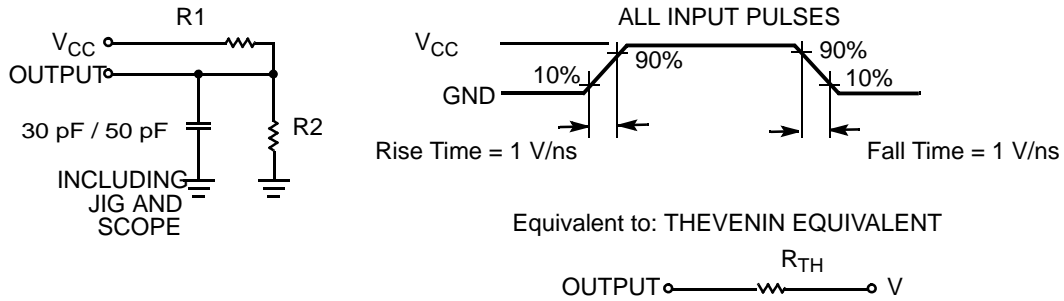 R1
VCC
OUTPUT
30 pF / 50 pF
R2
INCLUDING
JIG AND
SCOPE
ALL INPUT PULSES
VCC
GND
10%
90%
90%
10%
Rise Time = 1 V/ns
Fall Time = 1 V/ns
Equivalent to: THEVENIN EQUIVALENT
RTH
OUTPUT
V